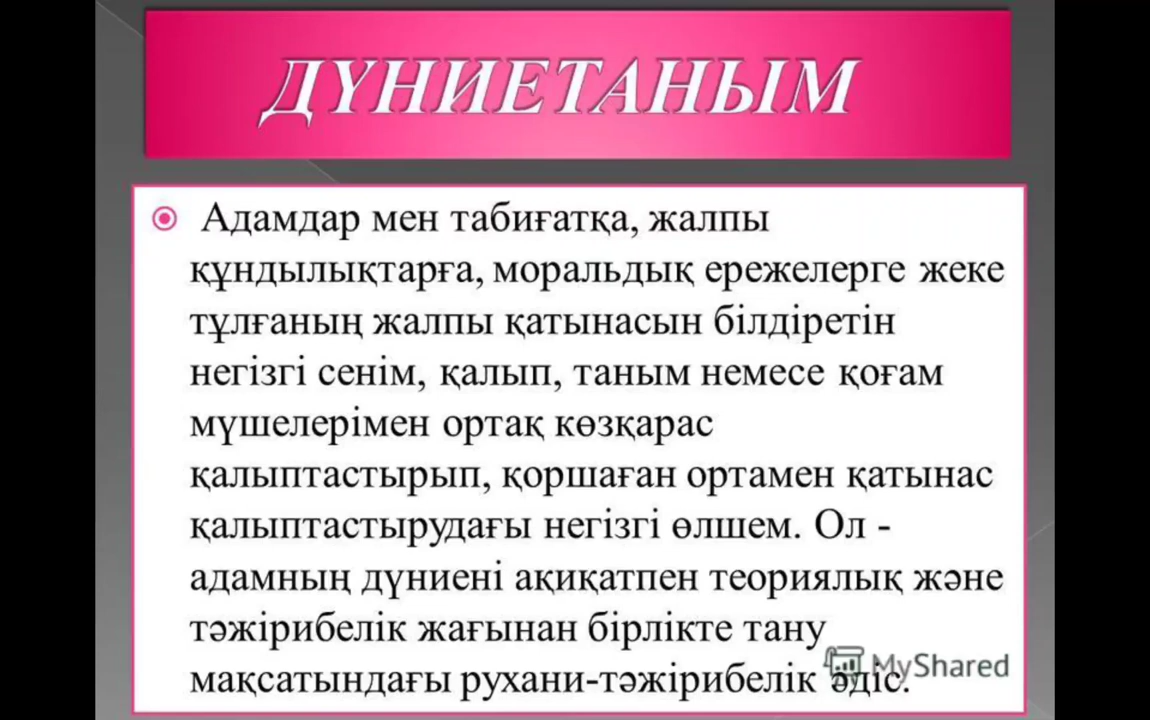 ДҮНИЕТАНЫМ
Адамдар мен табиғатқа, жалпы
құндылықтарға, моральдық ережелерге жеке
тұлғаның жалпы қатынасын білдіретін
негізгі сенім, қалып, таным немесе қоғам
мүшелерімен ортақ көзқарас
қалыптастырып, қоршаған ортамен қатынас
қалыптастырудағы негізгі өлшем. Ол -
адамның дүниені ақиқатпен теориялық және
тәжірибелік жағынан бірлікте тану
мақсатындағы рухани-тәжірибелік әдіс.
MyShared